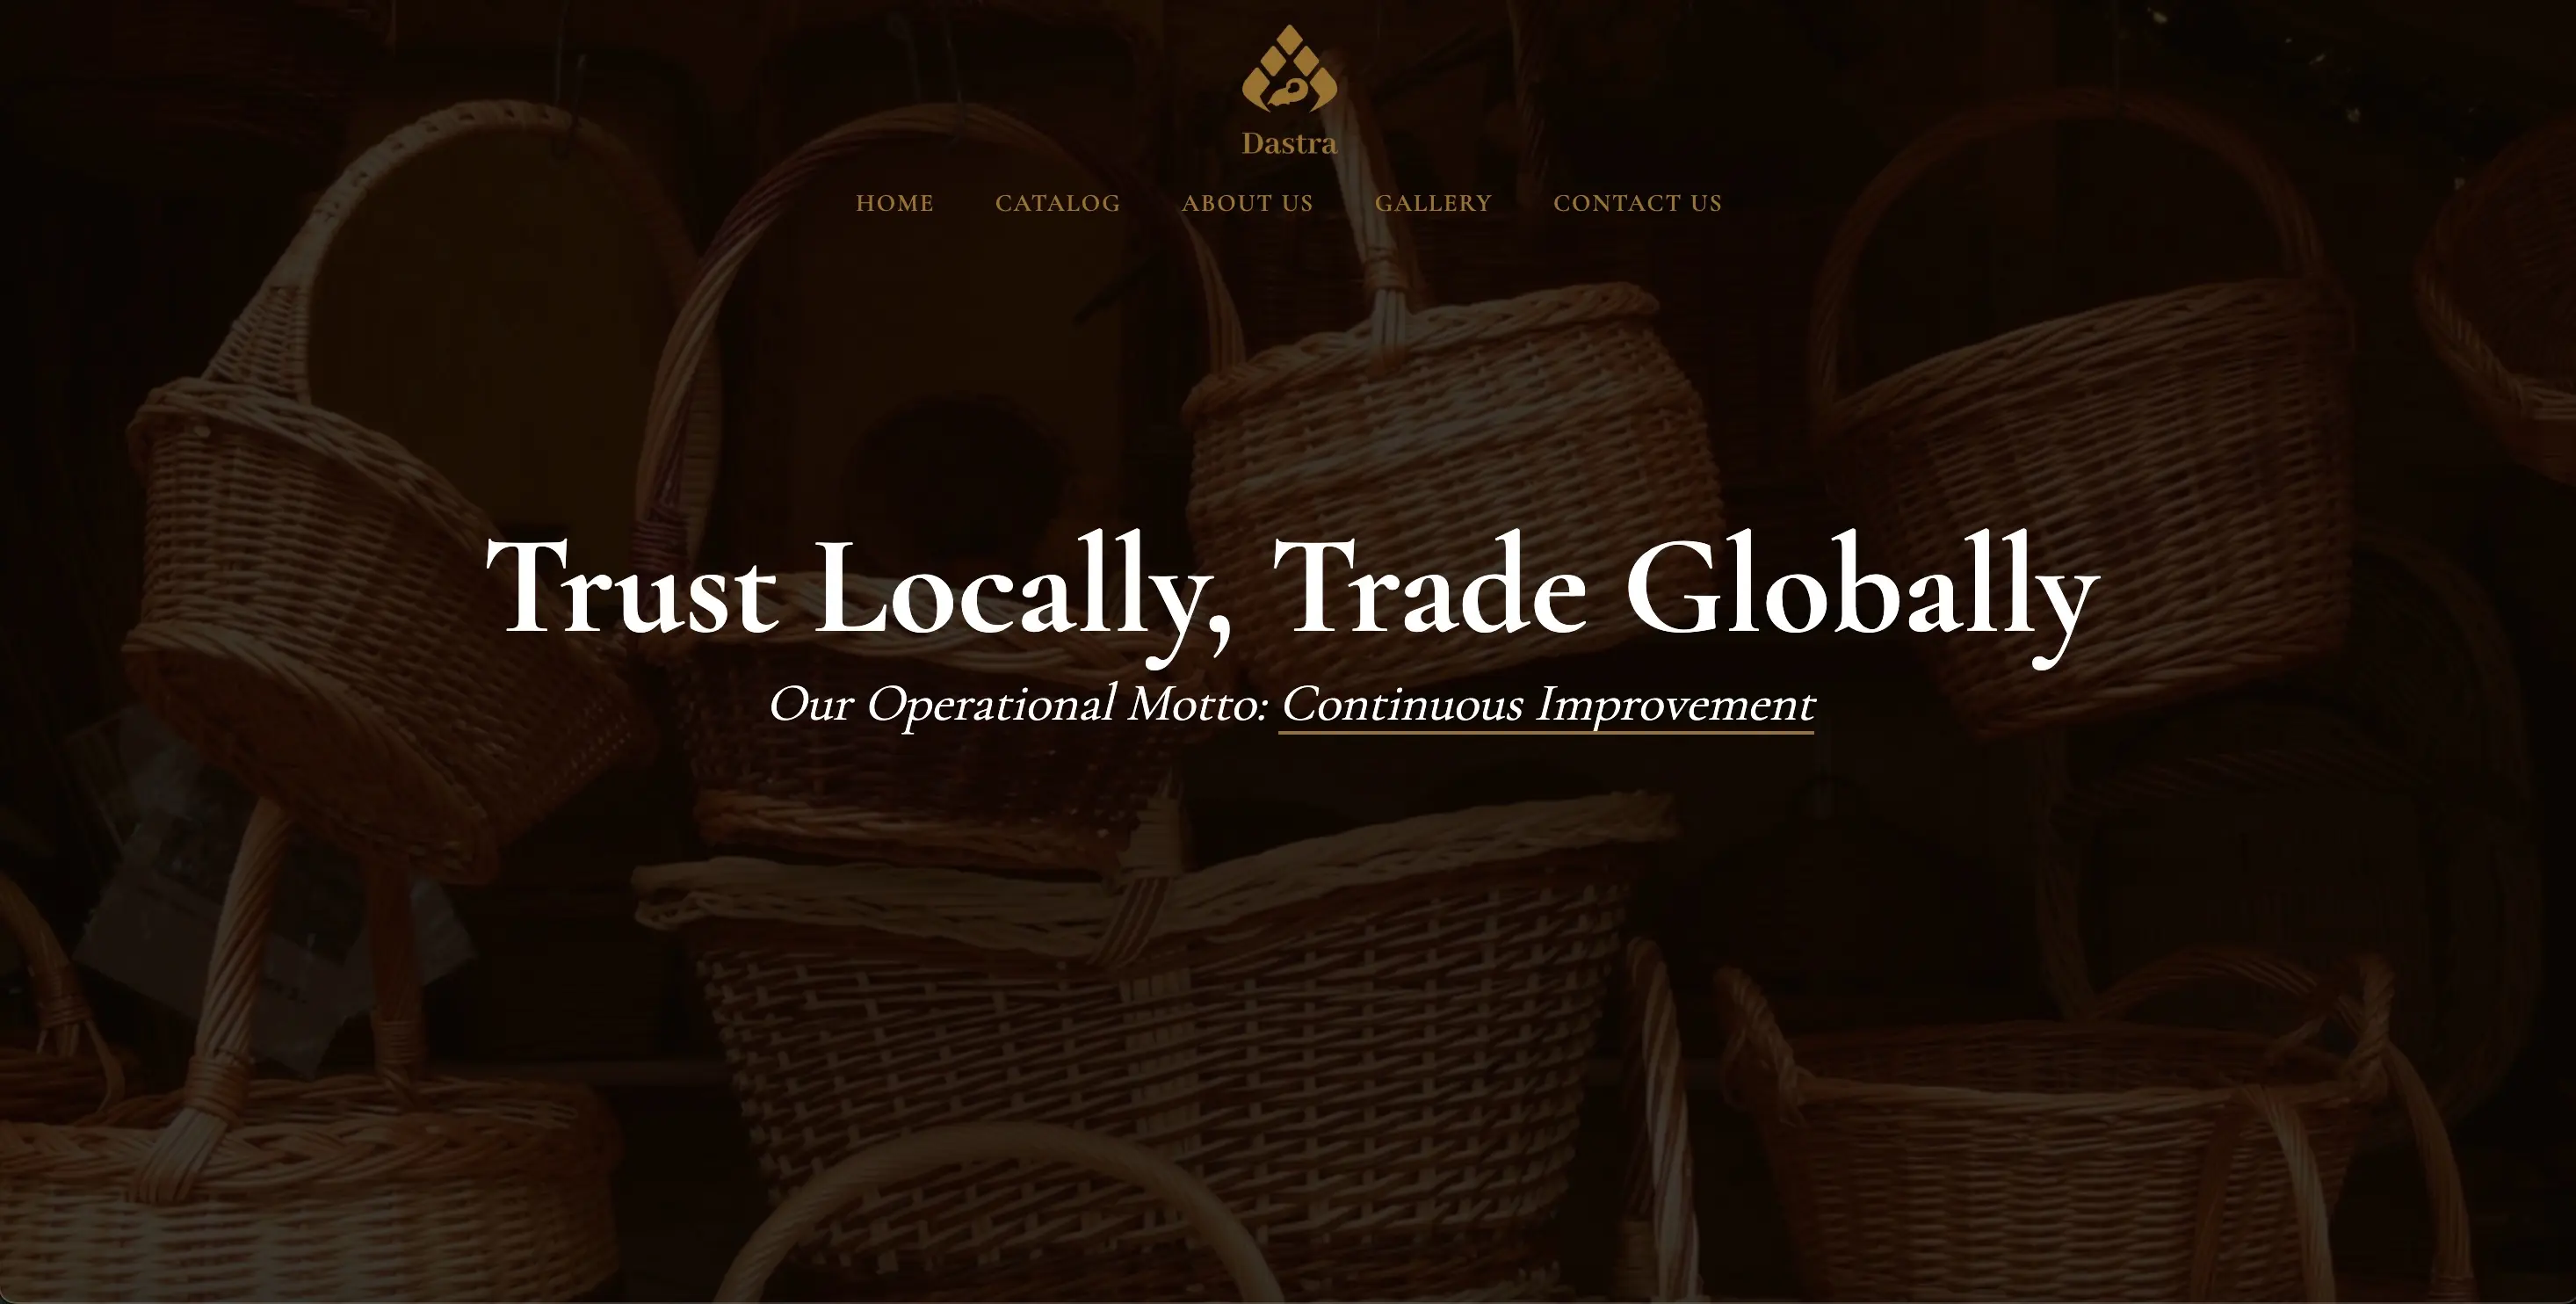 Dastra
HOME CATALOG ABOUT US GALLERY CONTACT US
Trust Locally, Trade Globally
Our Operational Motto: Continuous Improvement